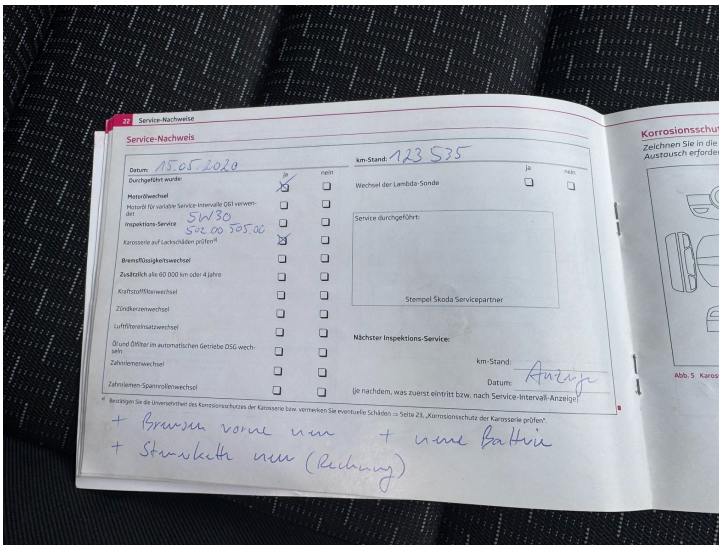 22 Service-Nachweise
Service-Nachweis
Datum: 15.05.2020
km-Stand: 123 535
Durchgeführt wurde:
ja nein
ja nein
Motorölwechsel
Wechsel der Lambda-Sonde
Motoröl für variable Service-Intervalle QG1 verwen-
det
5W30
Inspektions-Service
502 00 505 00
Service durchgeführt:
Karosserie auf Lackschäden prüfen a)
Bremsflüssigkeitswechsel
Zusätzlich alle 60 000 km oder 4 Jahre
Kraftstofffilterwechsel
Stempel Škoda Servicepartner
Zündkerzenwechsel
Luftfiltereinsatzwechsel
Nächster Inspektions-Service:
Öl und Ölfilter im automatischen Getriebe DSG wech-
seln
km-Stand:
Zahnriemenwechsel
Datum: Anzeige
Zahnriemen-Spannrollenwechsel
(je nachdem, was zuerst eintritt bzw. nach Service-Intervall-Anzeige)
a) Bestätigen Sie die Unversehrtheit des Korrosionsschutzes der Karosserie bzw. vermerken Sie eventuelle Schäden ⇒ Seite 23, „Korrosionsschutz der Karosserie prüfen“.
+ Bremsen vorne neu + neue Batterie
+ Steuerkette neu (Rechnung)
Korrosionsschut
Zeichnen Sie in die
Austausch erforder
Abb. 5 Karos